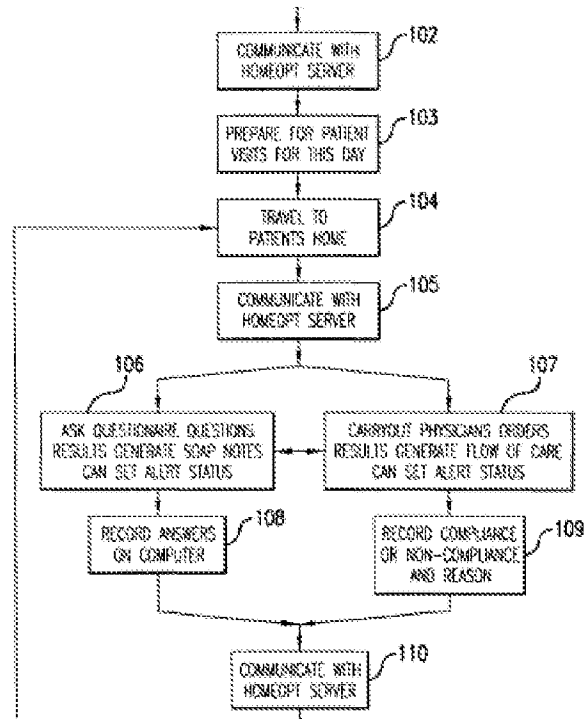 102
COMMUNICATE WITH
HOMEOPT SERVER
103
PREPARE FOR PATIENT
VISITS FOR THIS DAY
104
TRAVEL TO
PATIENTS HOME
105
COMMUNICATE WITH
HOMEOPT SERVER
106
ASK QUESTIONAIRE QUESTIONS
RESULTS GENERATE SOAP NOTES
CAN SET ALERT STATUS
107
CARRYOUT PHYSICIANS ORDERS
RESULTS GENERATE FLOW OF CARE
CAN SET ALERT STATUS
108
RECORD ANSWERS
ON COMPUTER
109
RECORD COMPLIANCE
OR NON-COMPLIANCE
AND REASON
110
COMMUNICATE WITH
HOMEOPT SERVER